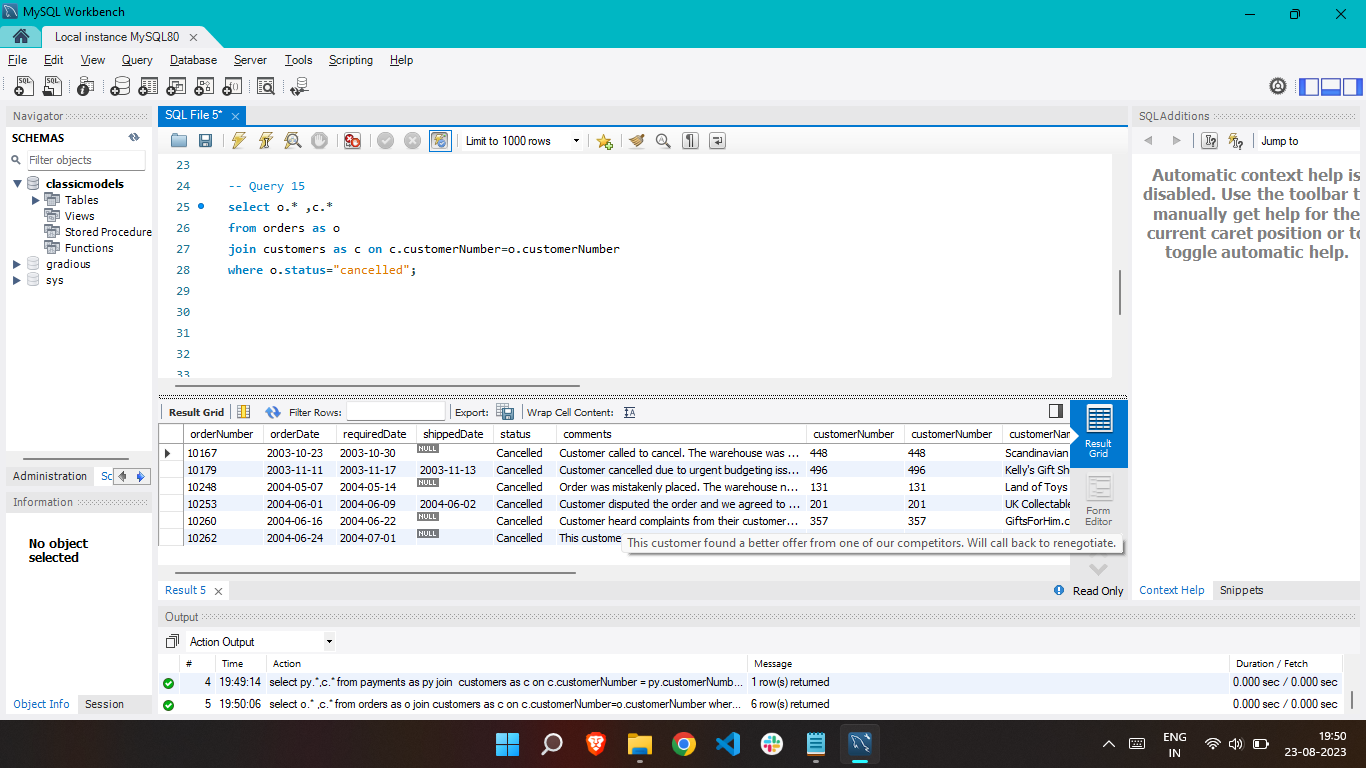 MySQL Workbench
Local instance MySQL80
File Edit View Query Database Server Tools Scripting Help
Navigator
SCHEMAS
Filter objects
classicmodels
Tables
Views
Stored Procedure
Functions
gradious
sys
Administration Sc
Information
No object
selected
Object Info Session
SQL File 5*
Limit to 1000 rows
23
24 -- Query 15
25 select o.* ,c.*
26 from orders as o
27 join customers as c on c.customerNumber=o.customerNumber
28 where o.status="cancelled";
29
30
31
32
33
Result Grid Filter Rows: Export: Wrap Cell Content:
orderNumber orderDate requiredDate shippedDate status comments customerNumber customerNumber customerNam
10167 2003-10-23 2003-10-30 NULL Cancelled Customer called to cancel. The warehouse was ... 448 448 Scandinavian
10179 2003-11-11 2003-11-17 2003-11-13 Cancelled Customer cancelled due to urgent budgeting iss... 496 496 Kelly's Gift Sh
10248 2004-05-07 2004-05-14 NULL Cancelled Order was mistakenly placed. The warehouse n... 131 131 Land of Toys
10253 2004-06-01 2004-06-09 2004-06-02 Cancelled Customer disputed the order and we agreed to ... 201 201 UK Collectable
10260 2004-06-16 2004-06-22 NULL Cancelled Customer heard complaints from their customer... 357 357 GiftsForHim.c
10262 2004-06-24 2004-07-01 NULL Cancelled This custome
This customer found a better offer from one of our competitors. Will call back to renegotiate.
Result
Grid
Form
Editor
Result 5
Read Only
SQLAdditions
Jump to
Automatic context help is
disabled. Use the toolbar t
manually get help for the
current caret position or to
toggle automatic help.
Context Help Snippets
Output
Action Output
# Time Action Message Duration / Fetch
4 19:49:14 select py.*,c.* from payments as py join customers as c on c.customerNumber = py.customerNumb... 1 row(s) returned 0.000 sec / 0.000 sec
5 19:50:06 select o.* ,c.* from orders as o join customers as c on c.customerNumber=o.customerNumber wher... 6 row(s) returned 0.000 sec / 0.000 sec
ENG
IN
19:50
23-08-2023